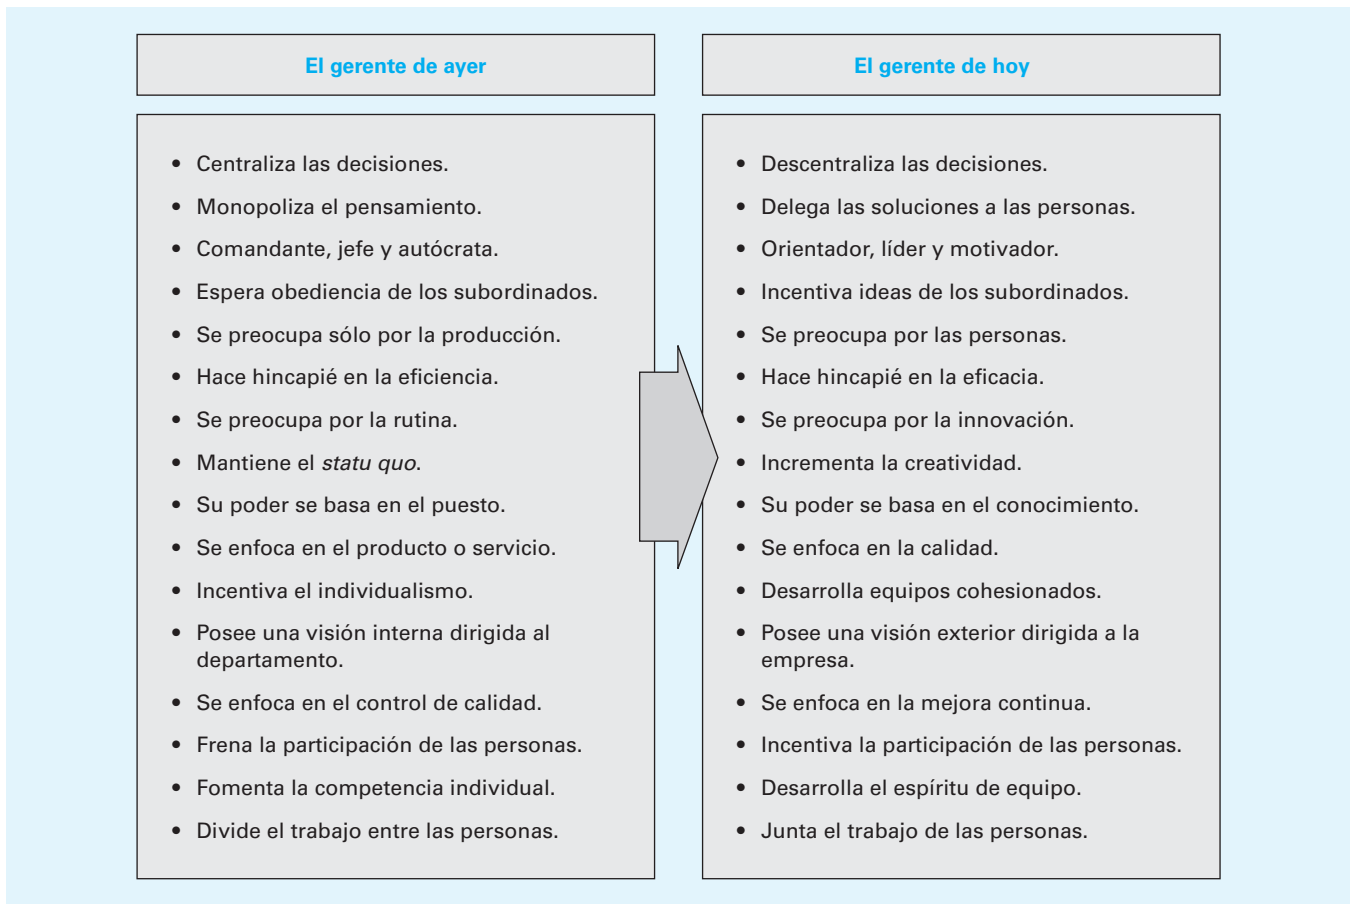 El gerente de ayer
• Centraliza las decisiones.
• Monopoliza el pensamiento.
• Comandante, jefe y autócrata.
• Espera obediencia de los subordinados.
• Se preocupa sólo por la producción.
• Hace hincapié en la eficiencia.
• Se preocupa por la rutina.
• Mantiene el statu quo.
• Su poder se basa en el puesto.
• Se enfoca en el producto o servicio.
• Incentiva el individualismo.
• Posee una visión interna dirigida al
departamento.
• Se enfoca en el control de calidad.
• Frena la participación de las personas.
• Fomenta la competencia individual.
• Divide el trabajo entre las personas.
El gerente de hoy
• Descentraliza las decisiones.
• Delega las soluciones a las personas.
• Orientador, líder y motivador.
• Incentiva ideas de los subordinados.
• Se preocupa por las personas.
• Hace hincapié en la eficacia.
• Se preocupa por la innovación.
• Incrementa la creatividad.
• Su poder se basa en el conocimiento.
• Se enfoca en la calidad.
• Desarrolla equipos cohesionados.
• Posee una visión exterior dirigida a la
empresa.
• Se enfoca en la mejora continua.
• Incentiva la participación de las personas.
• Desarrolla el espíritu de equipo.
• Junta el trabajo de las personas.